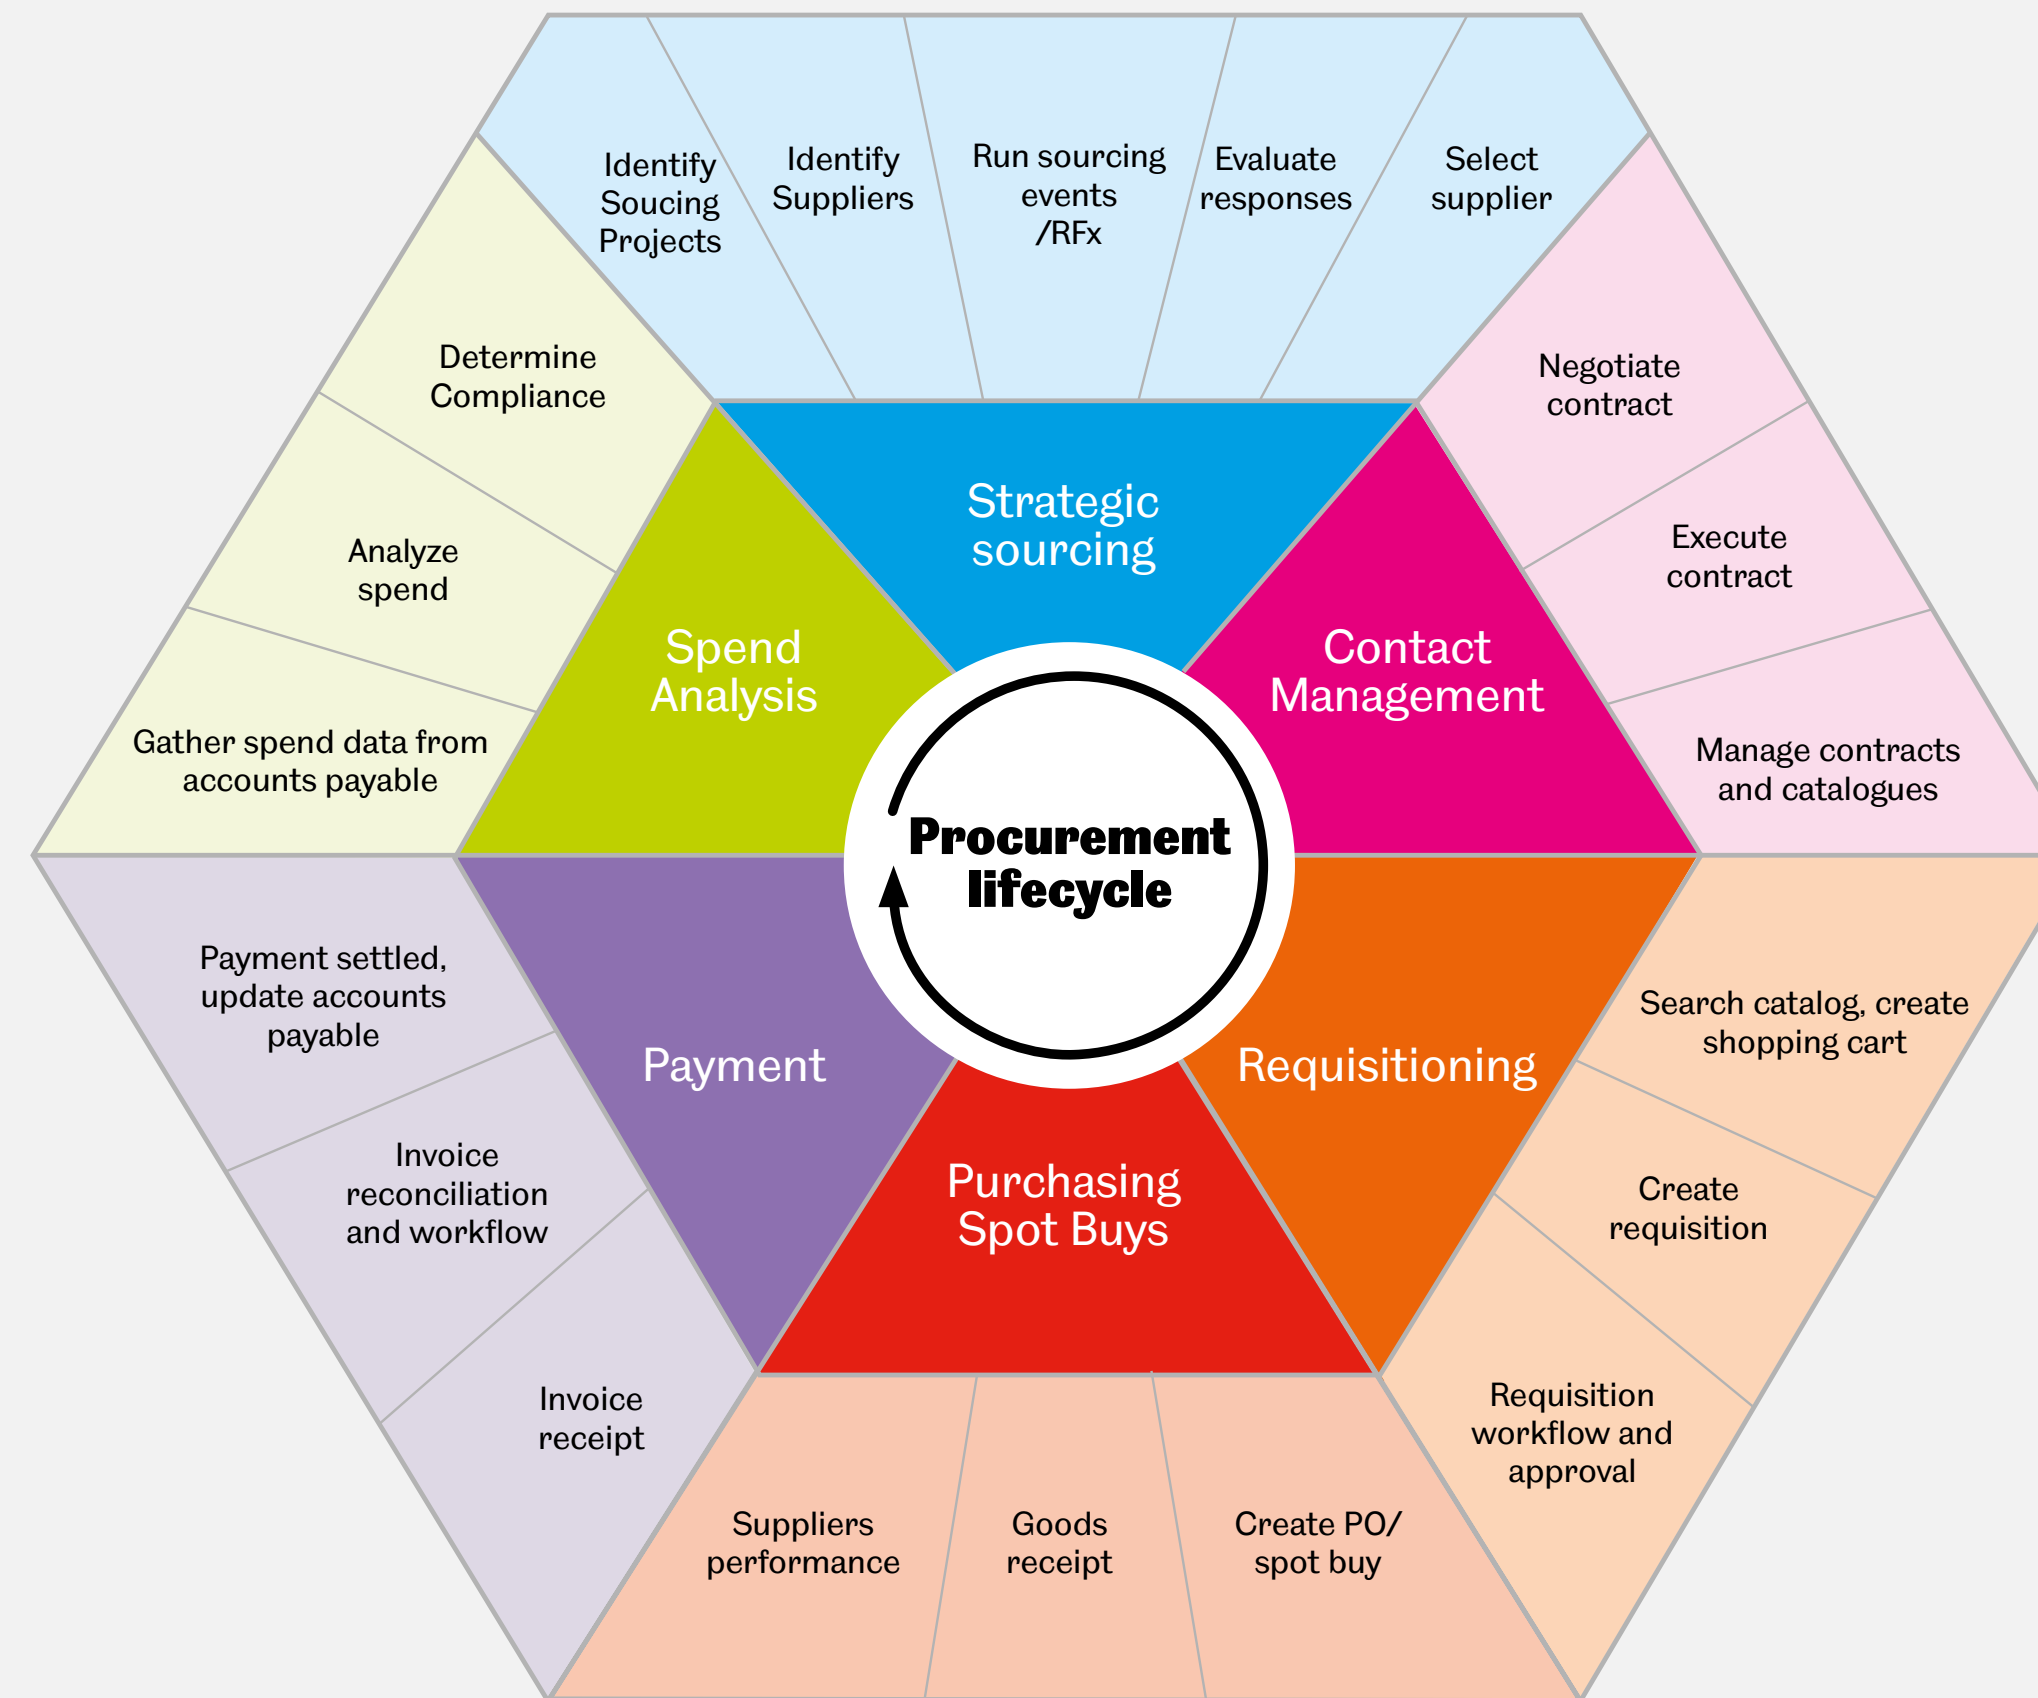 Identify
Soucing
Projects
Identify
Suppliers
Run sourcing
events
/RFx
Evaluate
responses
Select
supplier
Determine
Compliance
Analyze
spend
Gather spend data from
accounts payable
Negotiate
contract
Execute
contract
Manage contracts
and catalogues
Strategic
sourcing
Spend
Analysis
Contact
Management
Procurement
lifecycle
Payment
Requisitioning
Purchasing
Spot Buys
Payment settled,
update accounts
payable
Invoice
reconciliation
and workflow
Invoice
receipt
Search catalog, create
shopping cart
Create
requisition
Requisition
workflow and
approval
Suppliers
performance
Goods
receipt
Create PO/
spot buy